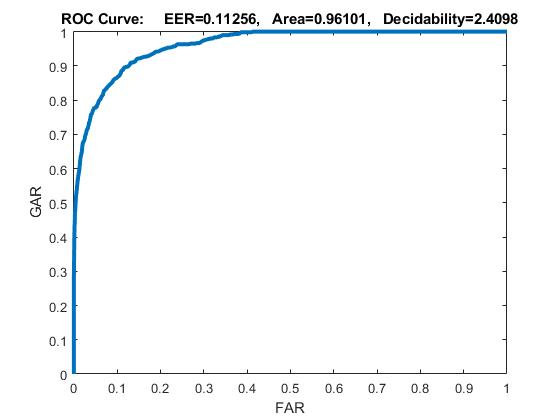 ROC Curve: EER=0.11256, Area=0.96101, Decidability=2.4098
1
0.9
0.8
0.7
0.6
0.5
0.4
0.3
0.2
0.1
0
GAR
0 0.1 0.2 0.3 0.4 0.5 0.6 0.7 0.8 0.9 1
FAR